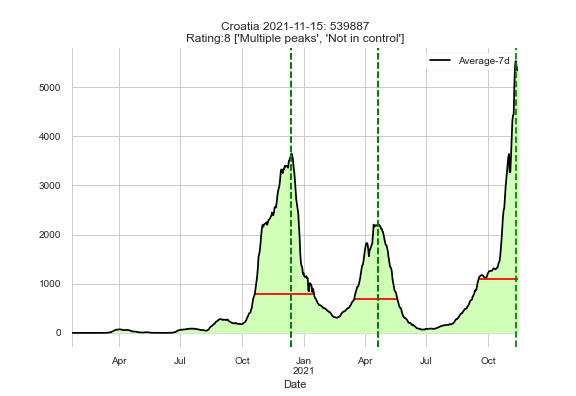 Croatia 2021-11-15: 539887
Rating:8 ['Multiple peaks', 'Not in control']
Average-7d
5000
4000
3000
2000
1000
0
Apr Jul Oct Jan Apr Jul Oct
2021
Date